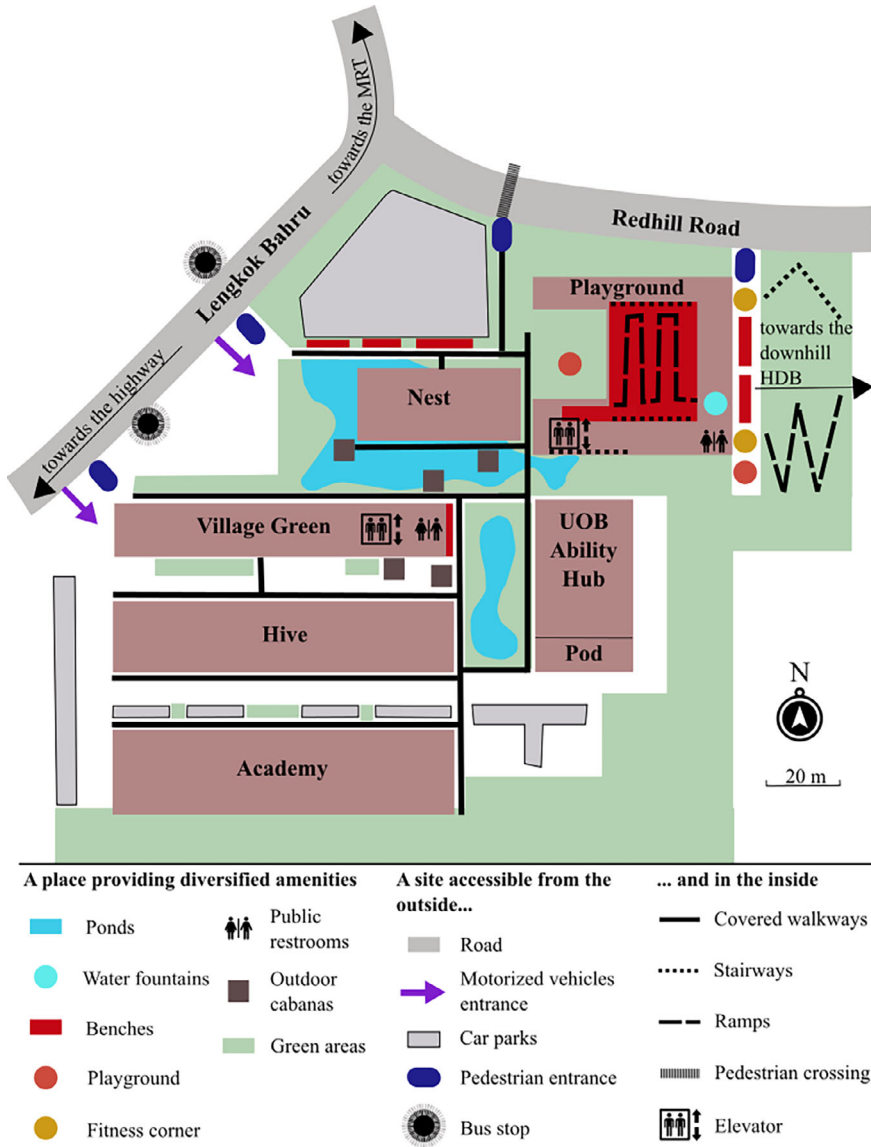 towards the MRT
Lengkok Bahru
towards the highway
Redhill Road
Playground
towards the
downhill
HDB
Nest
Village Green
UOB
Ability
Hub
Hive
Pod
N
Academy
20 m
A place providing diversified amenities
Ponds
Water fountains
Benches
Playground
Fitness corner
Public
restrooms
Outdoor
cabanas
Green areas
A site accessible from the
outside...
Road
Motorized vehicles
entrance
Car parks
Pedestrian entrance
Bus stop
... and in the inside
Covered walkways
Stairways
Ramps
Pedestrian crossing
Elevator